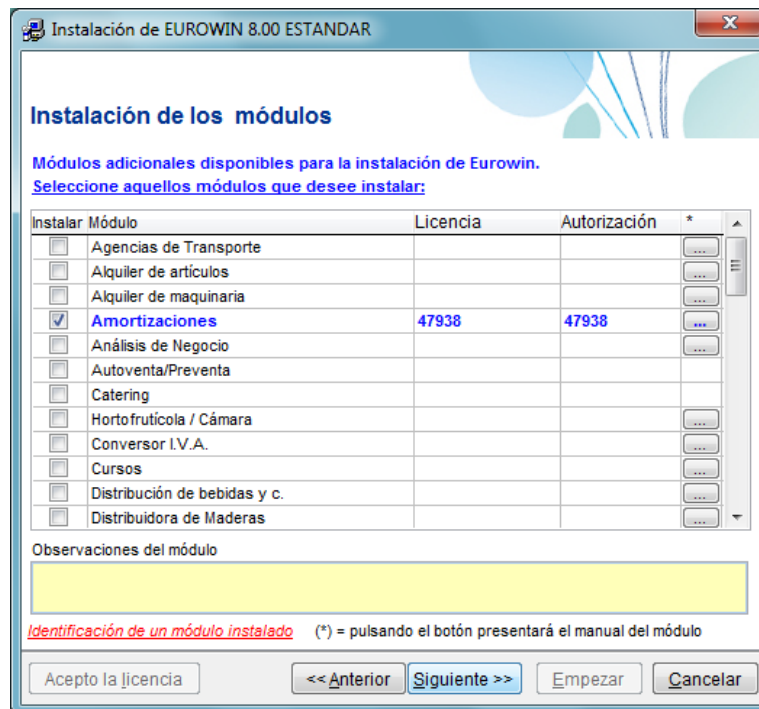 Instalación de EUROWIN 8.00 ESTANDAR
x
Instalación de los módulos
Módulos adicionales disponibles para la instalación de Eurowin.
Seleccione aquellos módulos que desee instalar:
Instalar Módulo Licencia Autorización *
Agencias de Transporte ...
Alquiler de artículos ...
Alquiler de maquinaria ...
Amortizaciones 47938 47938 ...
Análisis de Negocio ...
Autoventa/Preventa
Catering
Hortofrutícola / Cámara ...
Conversor I.V.A. ...
Cursos ...
Distribución de bebidas y c. ...
Distribuidora de Maderas ...
Observaciones del módulo
Identificación de un módulo instalado (*) = pulsando el botón presentará el manual del módulo
Acepto la licencia << Anterior Siguiente >> Empezar Cancelar